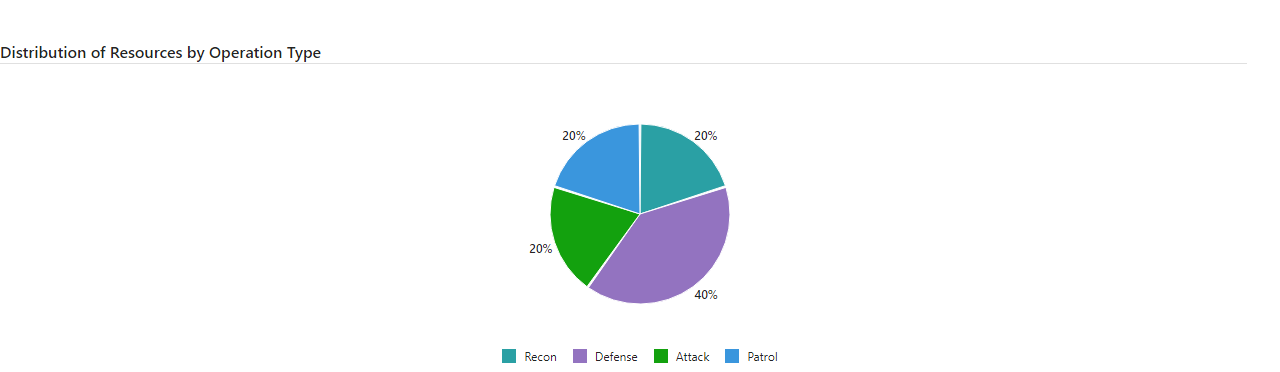 Distribution of Resources by Operation Type
20% 20%
20%
40%
Recon Defense Attack Patrol